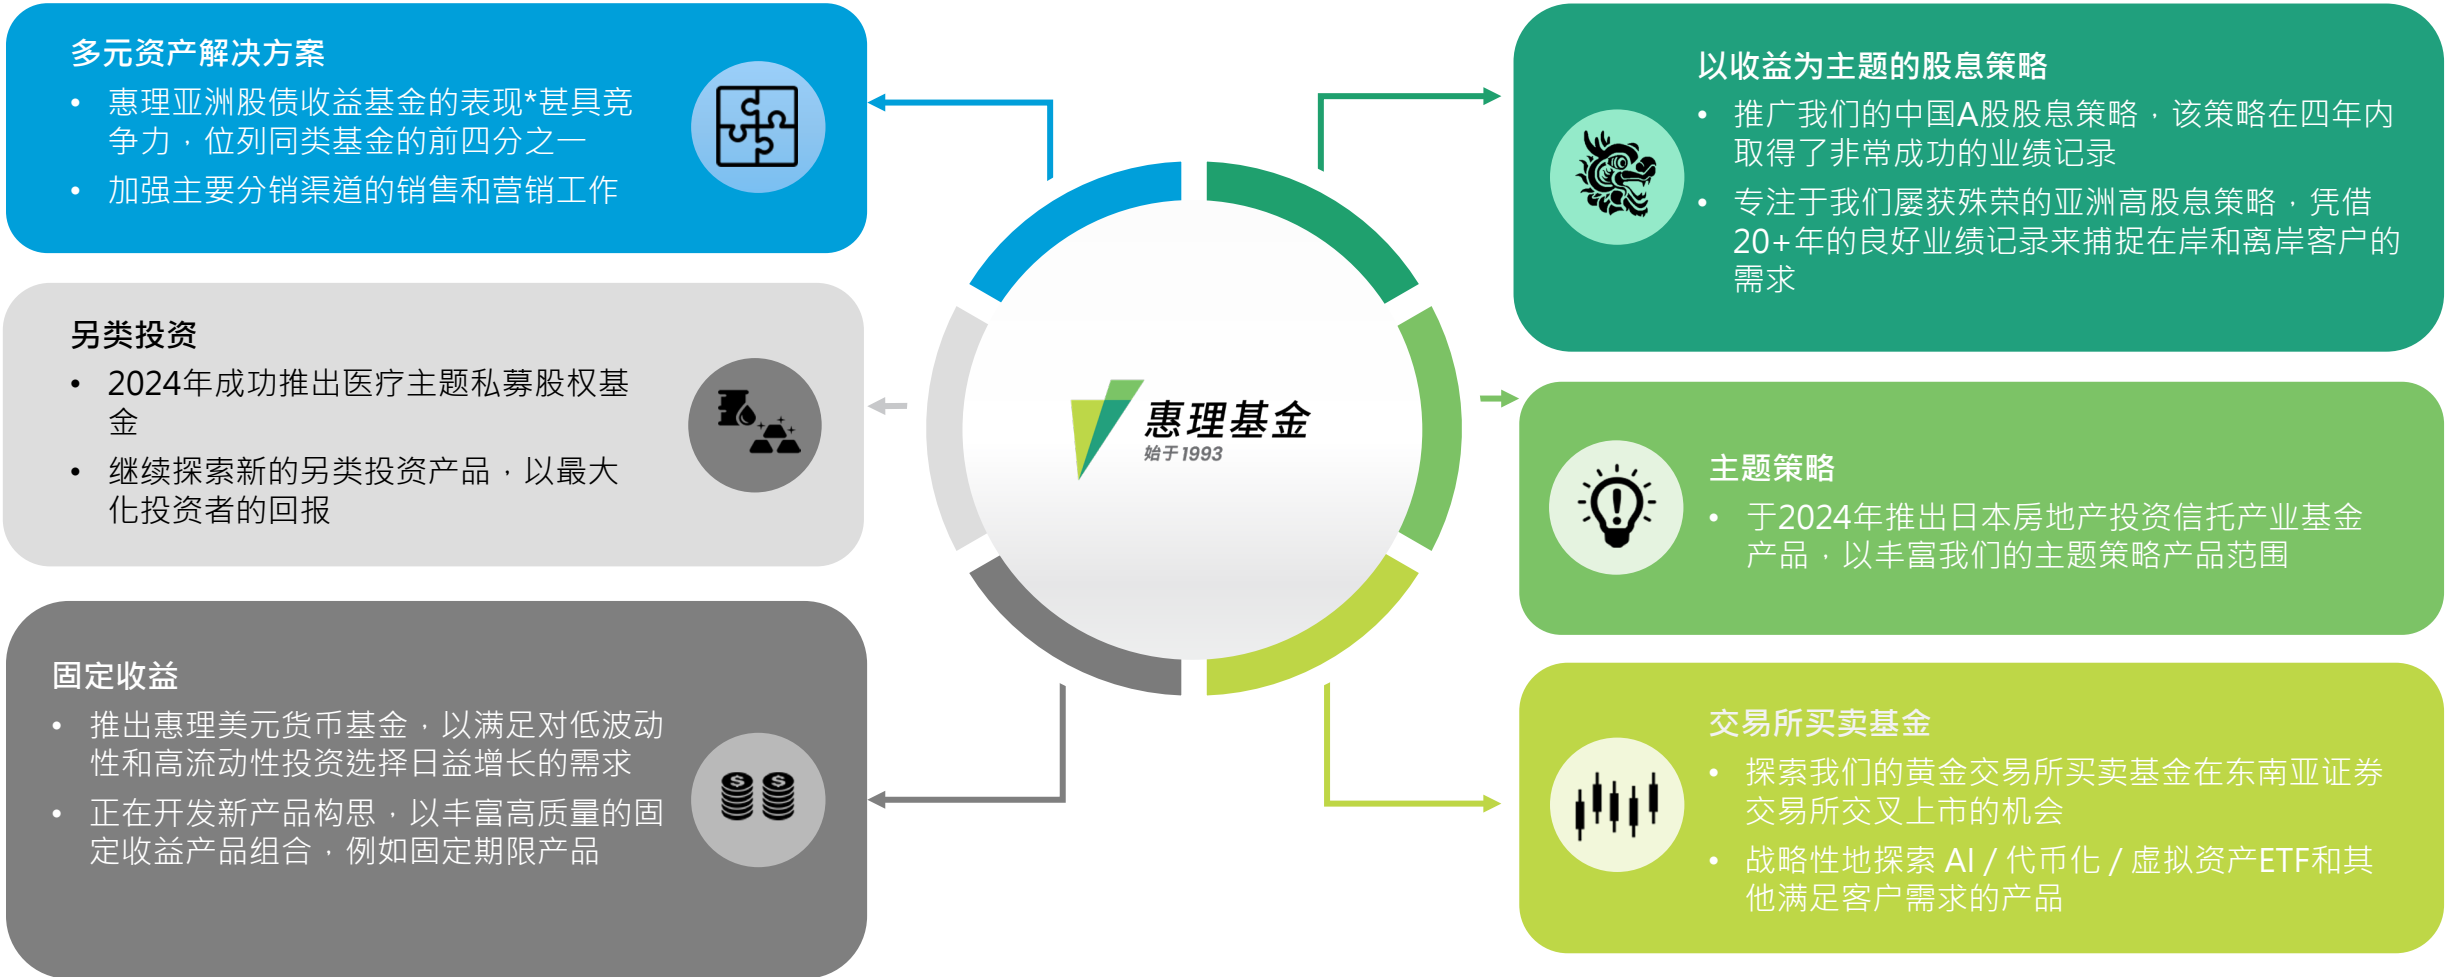 多元资产解决方案
• 惠理亚洲股债收益基金的表现*甚具竞
争力，位列同类基金的前四分之一
• 加强主要分销渠道的销售和营销工作
另类投资
• 2024年成功推出医疗主题私募股权基
金
• 继续探索新的另类投资产品，以最大
化投资者的回报
固定收益
• 推出惠理美元货币基金，以满足对低波动
性和高流动性投资选择日益增长的需求
• 正在开发新产品构思，以丰富高质量的固
定收益产品组合，例如固定期限产品
惠理基金
始于1993
以收益为主题的股息策略
• 推广我们的中国A股股息策略，该策略在四年内
取得了非常成功的业绩记录
• 专注于我们屡获殊荣的亚洲高股息策略，凭借
20+年的良好业绩记录来捕捉在岸和离岸客户的
需求
主题策略
• 于2024年推出日本房地产投资信托产业基金
产品，以丰富我们的主题策略产品范围
交易所买卖基金
• 探索我们的黄金交易所买卖基金在东南亚证券
交易所交叉上市的机会
• 战略性地探索 AI / 代币化 / 虚拟资产ETF和其
他满足客户需求的产品